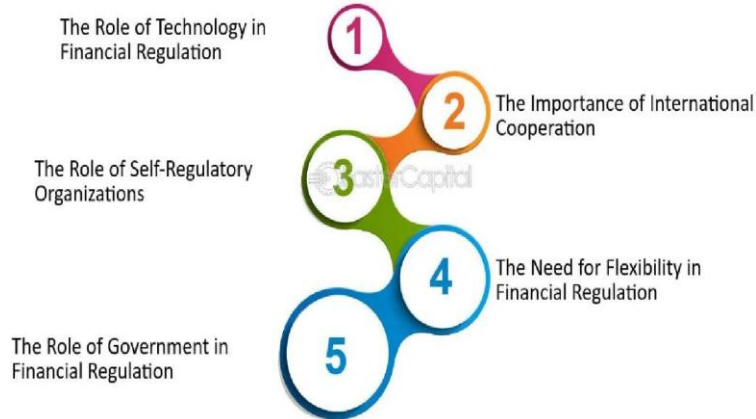 The Role of Technology in
Financial Regulation
1
2
The Importance of International
Cooperation
The Role of Self-Regulatory
Organizations
3
FasterCapital
4
The Need for Flexibility in
Financial Regulation
The Role of Government in
Financial Regulation
5